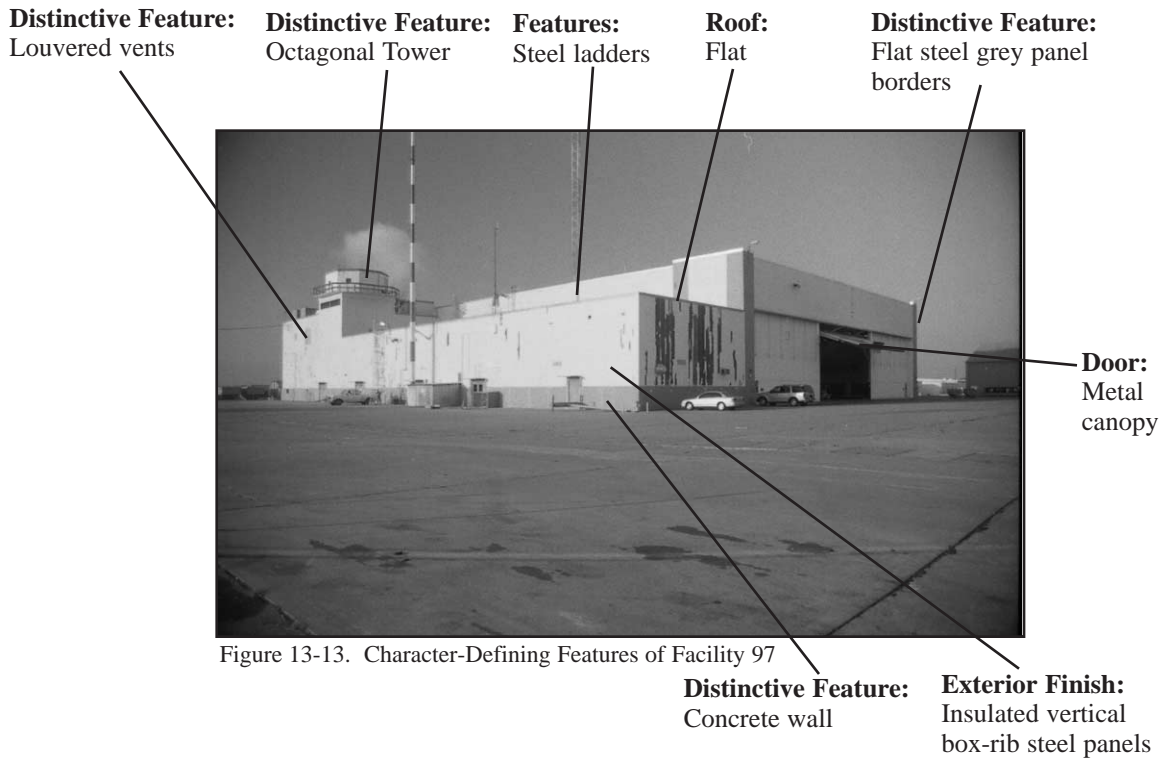 Distinctive Feature:
Louvered vents
Distinctive Feature:
Octagonal Tower
Features:
Steel ladders
Roof:
Flat
Distinctive Feature:
Flat steel grey panel
borders
Door:
Metal
canopy
Figure 13-13.  Character-Defining Features of Facility 97
Distinctive Feature:
Concrete wall
Exterior Finish:
Insulated vertical
box-rib steel panels